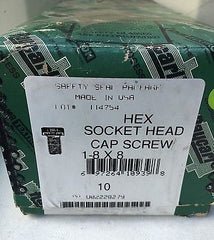 SAFETY SEAL PACKAGE
MADE IN USA
LOT# 114754
HEX
SOCKET HEAD
CAP SCREW
1-8 X 8
10